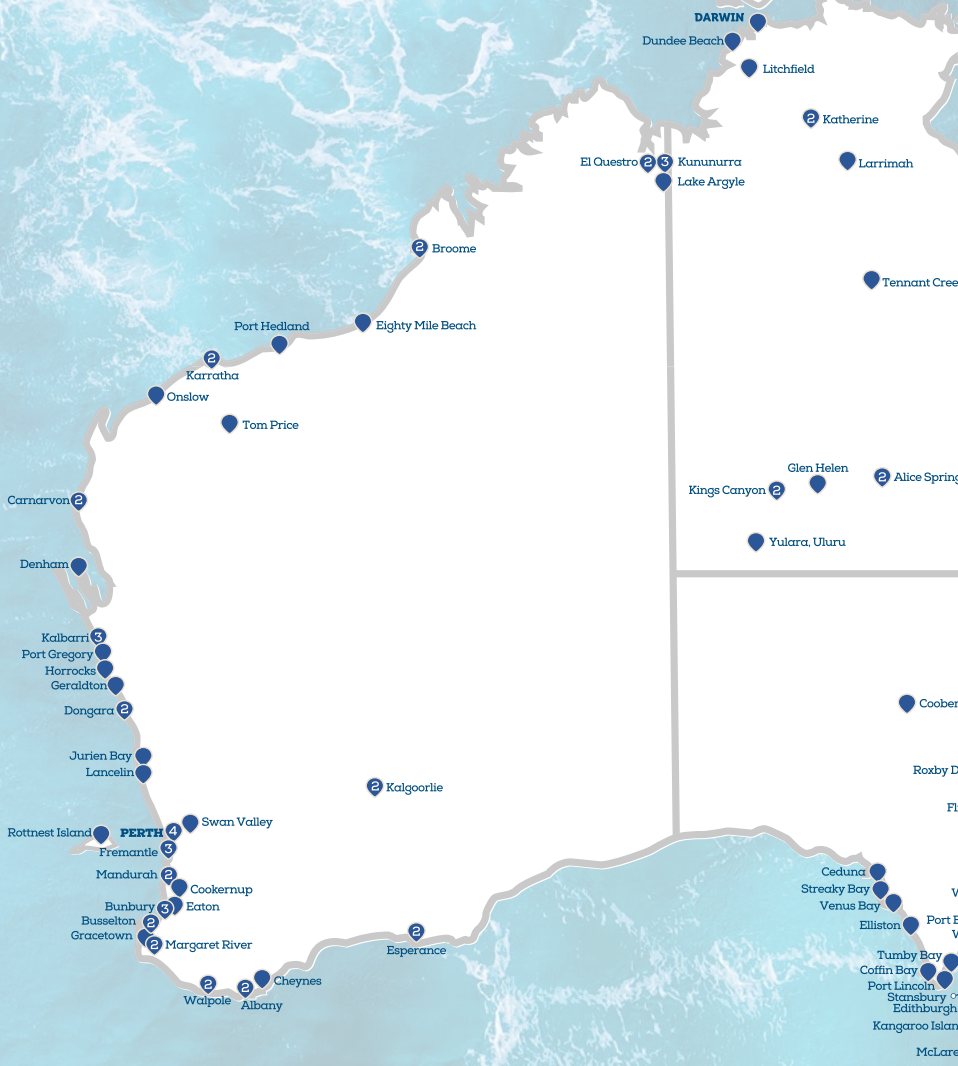 DARWIN
Dundee Beach
Litchfield
2 Katherine
El Questro 2 3 Kununurra
Larrimah
Lake Argyle
2 Broome
Tennant Cree
Port Hedland
Eighty Mile Beach
2
Karratha
Onslow
Tom Price
Glen Helen
2 Alice Spring
Kings Canyon 2
Carnarvon 2
Yulara, Uluru
Denham
Kalbarri 3
Port Gregory
Horrocks
Geraldton
Coober
Dongara 2
Jurien Bay
Lancelin
Roxby D
2 Kalgoorlie
Fl
Swan Valley
Rottnest Island
PERTH 4
Fremantle 3
Mandurah 2
Ceduna
Cookernup
Streaky Bay
Bunbury 3 Eaton
Venus Bay
Busselton 2
Port E
Elliston
W
Gracetown
2 Margaret River
2
Esperance
Tumby Bay
Coffin Bay
2
Walpole
2
Albany
Cheynes
Port Lincoln
Stansbury
Edithburgh
Kangaroo Islan
McLare